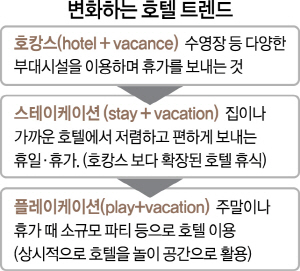 변화하는 호텔 트렌드
호캉스(hotel + vacance) 수영장 등 다양한
부대시설을 이용하며 휴가를 보내는 것
스테이케이션 (stay + vacation) 집이나
가까운 호텔에서 저렴하고 편하게 보내는
휴일·휴가. (호캉스 보다 확장된 호텔 휴식)
플레이케이션(play+vacation) 주말이나
휴가 때 소규모 파티 등으로 호텔 이용
(상시적으로 호텔을 놀이 공간으로 활용)